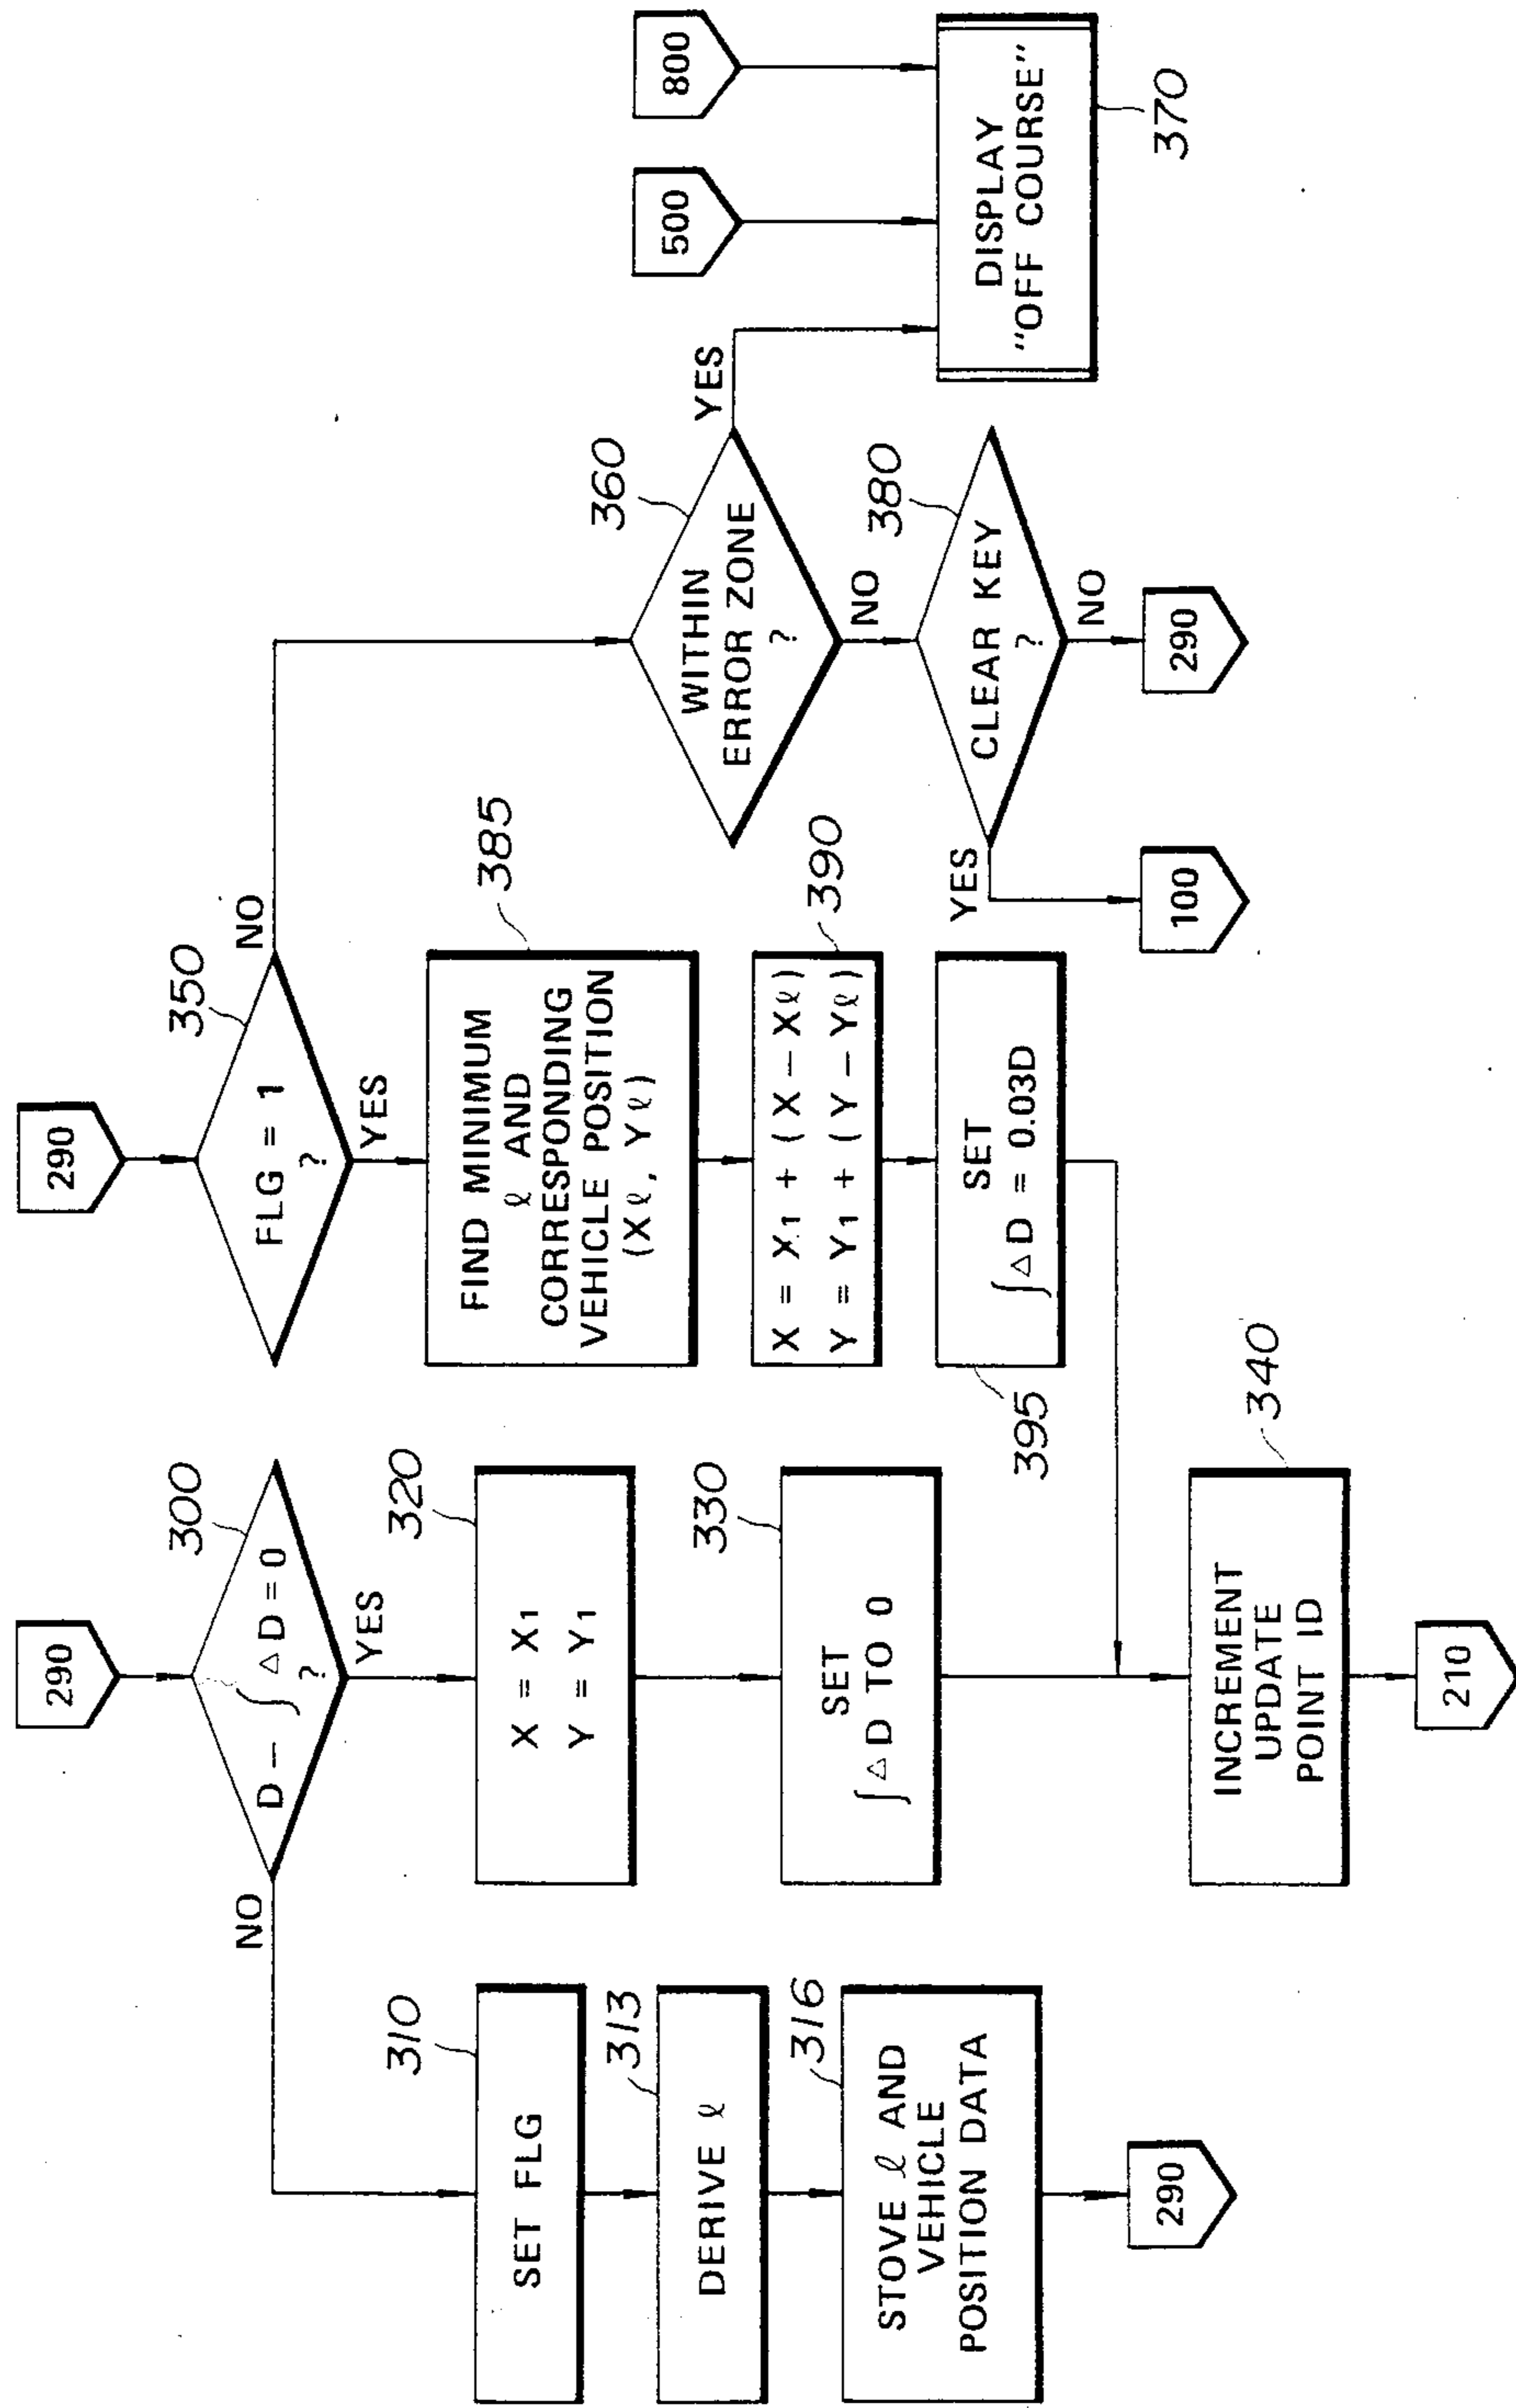 290
300
D - ∫ΔD = 0
?
NO
YES
310
SET FLG
313
DERIVE ℓ
316
STOVE ℓ AND
VEHICLE
POSITION DATA
290
320
X = X1
Y = Y1
330
SET
∫ΔD TO 0
340
INCREMENT
UPDATE
POINT ID
210
290
350
FLG = 1
?
NO
YES
385
FIND MINIMUM
ℓ AND
CORRESPONDING
VEHICLE POSITION
(Xℓ, Yℓ)
390
X = X1 + (X - Xℓ)
Y = Y1 + (Y - Yℓ)
395
SET
∫ΔD = 0.03D
360
WITHIN
ERROR ZONE
?
YES
NO
380
CLEAR KEY
?
YES
NO
100
290
500
800
DISPLAY
"OFF COURSE"
370